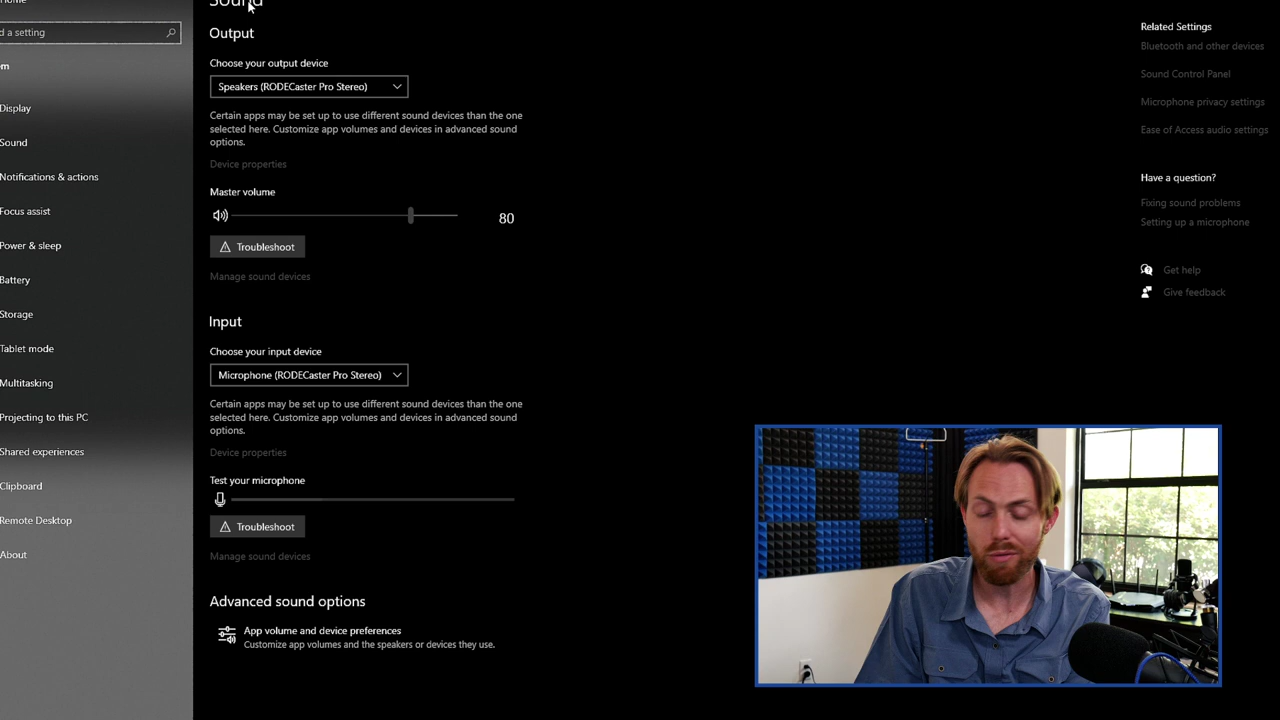 Sound
Output
Choose your output device
Speakers (RODECaster Pro Stereo)
Certain apps may be set up to use different sound devices than the one
selected here. Customize app volumes and devices in advanced sound
options.
Device properties
Master volume
80
Troubleshoot
Manage sound devices
Input
Choose your input device
Microphone (RODECaster Pro Stereo)
Certain apps may be set up to use different sound devices than the one
selected here. Customize app volumes and devices in advanced sound
options.
Device properties
Test your microphone
Troubleshoot
Manage sound devices
Advanced sound options
App volume and device preferences
Customize app volumes and the speakers or devices they use.
d a setting
m
Display
Sound
Notifications & actions
Focus assist
Power & sleep
Battery
Storage
Tablet mode
Multitasking
Projecting to this PC
Shared experiences
Clipboard
Remote Desktop
About
Related Settings
Bluetooth and other devices
Sound Control Panel
Microphone privacy settings
Ease of Access audio settings
Have a question?
Fixing sound problems
Setting up a microphone
Get help
Give feedback